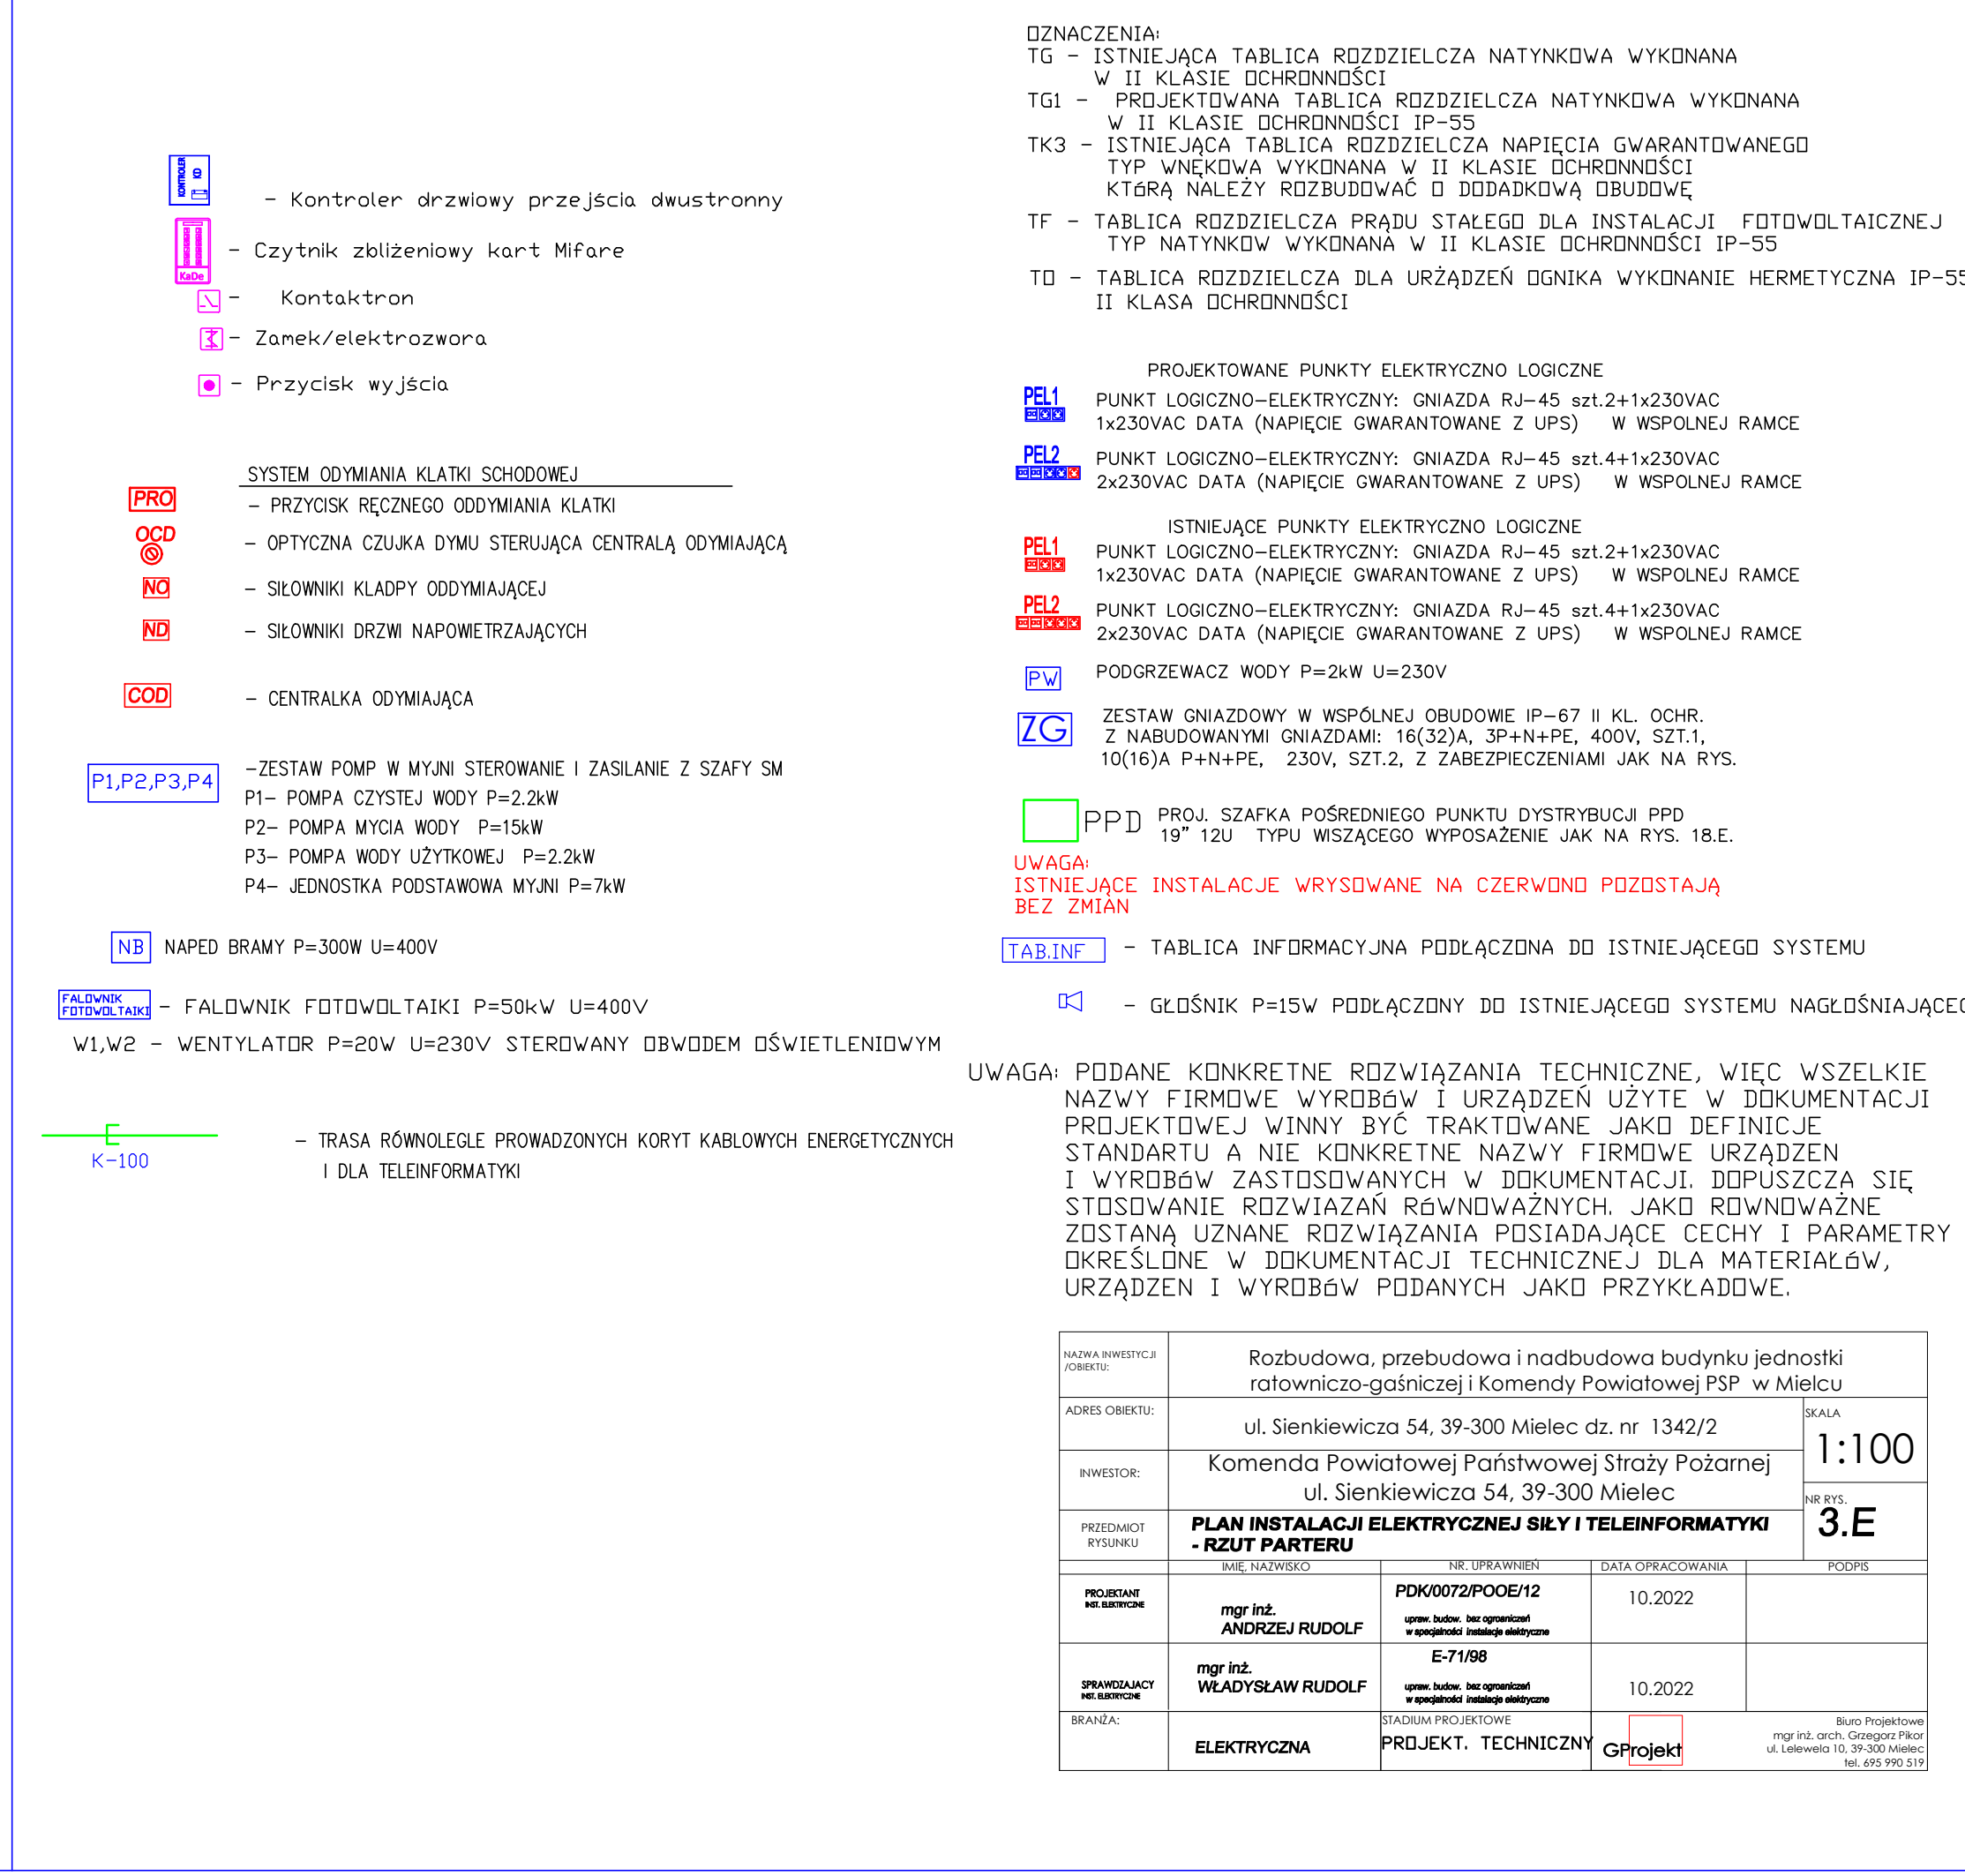 KONTROLER
KD
- Kontroler drzwiowy przejścia dwustronny
KaDe
- Czytnik zbliżeniowy kart Mifare
- Kontaktron
- Zamek/elektrozwora
- Przycisk wyjścia
SYSTEM ODYMIANIA KLATKI SCHODOWEJ
PRO
- PRZYCISK RĘCZNEGO ODDYMIANIA KLATKI
OCD
- OPTYCZNA CZUJKA DYMU STERUJĄCA CENTRALĄ ODYMIAJĄCĄ
NO
- SIŁOWNIKI KLADPY ODDYMIAJĄCEJ
ND
- SIŁOWNIKI DRZWI NAPOWIETRZAJĄCYCH
COD
- CENTRALKA ODYMIAJĄCA
P1,P2,P3,P4
-ZESTAW POMP W MYJNI STEROWANIE I ZASILANIE Z SZAFY SM
P1- POMPA CZYSTEJ WODY P=2.2kW
P2- POMPA MYCIA WODY P=15kW
P3- POMPA WODY UŻYTKOWEJ P=2.2kW
P4- JEDNOSTKA PODSTAWOWA MYJNI P=7kW
NB NAPED BRAMY P=300W U=400V
FALOWNIK
FOTOWOLTAIKI
- FALOWNIK FOTOWOLTAIKI P=50kW U=400V
W1,W2 - WENTYLATOR P=20W U=230V STEROWANY OBWODEM OŚWIETLENIOWYM
K-100
- TRASA RÓWNOLEGLE PROWADZONYCH KORYT KABLOWYCH ENERGETYCZNYCH
I DLA TELEINFORMATYKI
OZNACZENIA:
TG - ISTNIEJĄCA TABLICA ROZDZIELCZA NATYNKOWA WYKONANA
W II KLASIE OCHRONNOŚCI
TG1 - PROJEKTOWANA TABLICA ROZDZIELCZA NATYNKOWA WYKONANA
W II KLASIE OCHRONNOŚCI IP-55
TK3 - ISTNIEJĄCA TABLICA ROZDZIELCZA NAPIĘCIA GWARANTOWANEGO
TYP WNĘKOWA WYKONANA W II KLASIE OCHRONNOŚCI
KTóRĄ NALEŻY ROZBUDOWAĆ O DODADKOWĄ OBUDOWĘ
TF - TABLICA ROZDZIELCZA PRĄDU STAŁEGO DLA INSTALACJI FOTOWOLTAICZNEJ
TYP NATYNKOW WYKONANA W II KLASIE OCHRONNOŚCI IP-55
TO - TABLICA ROZDZIELCZA DLA URŻĄDZEŃ OGNIKA WYKONANIE HERMETYCZNA IP-55
II KLASA OCHRONNOŚCI
PROJEKTOWANE PUNKTY ELEKTRYCZNO LOGICZNE
PEL1
PUNKT LOGICZNO-ELEKTRYCZNY: GNIAZDA RJ-45 szt.2+1x230VAC
1x230VAC DATA (NAPIĘCIE GWARANTOWANE Z UPS) W WSPOLNEJ RAMCE
PEL2
PUNKT LOGICZNO-ELEKTRYCZNY: GNIAZDA RJ-45 szt.4+1x230VAC
2x230VAC DATA (NAPIĘCIE GWARANTOWANE Z UPS) W WSPOLNEJ RAMCE
ISTNIEJĄCE PUNKTY ELEKTRYCZNO LOGICZNE
PEL1
PUNKT LOGICZNO-ELEKTRYCZNY: GNIAZDA RJ-45 szt.2+1x230VAC
1x230VAC DATA (NAPIĘCIE GWARANTOWANE Z UPS) W WSPOLNEJ RAMCE
PEL2
PUNKT LOGICZNO-ELEKTRYCZNY: GNIAZDA RJ-45 szt.4+1x230VAC
2x230VAC DATA (NAPIĘCIE GWARANTOWANE Z UPS) W WSPOLNEJ RAMCE
PW PODGRZEWACZ WODY P=2kW U=230V
ZG
ZESTAW GNIAZDOWY W WSPÓLNEJ OBUDOWIE IP-67 II KL. OCHR.
Z NABUDOWANYMI GNIAZDAMI: 16(32)A, 3P+N+PE, 400V, SZT.1,
10(16)A P+N+PE, 230V, SZT.2, Z ZABEZPIECZENIAMI JAK NA RYS.
PPD PROJ. SZAFKA POŚREDNIEGO PUNKTU DYSTRYBUCJI PPD
19" 12U TYPU WISZĄCEGO WYPOSAŻENIE JAK NA RYS. 18.E.
UWAGA:
ISTNIEJĄCE INSTALACJE WRYSOWANE NA CZERWONO POZOSTAJĄ
BEZ ZMIAN
TAB.INF - TABLICA INFORMACYJNA PODŁĄCZONA DO ISTNIEJĄCEGO SYSTEMU
- GŁOŚNIK P=15W PODŁĄCZONY DO ISTNIEJĄCEGO SYSTEMU NAGŁOŚNIAJĄCEG
UWAGA: PODANE KONKRETNE ROZWIĄZANIA TECHNICZNE, WIĘC WSZELKIE
NAZWY FIRMOWE WYROBóW I URZĄDZEŃ UŻYTE W DOKUMENTACJI
PROJEKTOWEJ WINNY BYĆ TRAKTOWANE JAKO DEFINICJE
STANDARTU A NIE KONKRETNE NAZWY FIRMOWE URZĄDZEN
I WYROBóW ZASTOSOWANYCH W DOKUMENTACJI. DOPUSZCZA SIĘ
STOSOWANIE ROZWIAZAŃ RóWNOWAŻNYCH. JAKO ROWNOWAŻNE
ZOSTANĄ UZNANE ROZWIĄZANIA POSIADAJĄCE CECHY I PARAMETRY
OKREŚLONE W DOKUMENTACJI TECHNICZNEJ DLA MATERIAŁóW,
URZĄDZEN I WYROBóW PODANYCH JAKO PRZYKŁADOWE.
NAZWA INWESTYCJI
/OBIEKTU:
Rozbudowa, przebudowa i nadbudowa budynku jednostki
ratowniczo-gaśniczej i Komendy Powiatowej PSP w Mielcu
ADRES OBIEKTU:
ul. Sienkiewicza 54, 39-300 Mielec dz. nr 1342/2
SKALA
1:100
INWESTOR:
Komenda Powiatowej Państwowej Straży Pożarnej
ul. Sienkiewicza 54, 39-300 Mielec
NR RYS.
3.E
PRZEDMIOT
RYSUNKU
PLAN INSTALACJI ELEKTRYCZNEJ SIŁY I TELEINFORMATYKI
- RZUT PARTERU
IMIĘ, NAZWISKO NR. UPRAWNIEŃ DATA OPRACOWANIA PODPIS
PROJEKTANT
INST. ELEKTRYCZNE
mgr inż.
ANDRZEJ RUDOLF
PDK/0072/POOE/12
upraw. budow. bez ograniczeń
w specjalności instalacje elektryczne
10.2022
SPRAWDZAJACY
INST. ELEKTRYCZNE
mgr inż.
WŁADYSŁAW RUDOLF
E-71/98
upraw. budow. bez ograniczeń
w specjalności instalacje elektryczne
10.2022
BRANŻA:
ELEKTRYCZNA
STADIUM PROJEKTOWE
PROJEKT. TECHNICZNY
GProjekt
Biuro Projektowe
mgr inż. arch. Grzegorz Pikor
ul. Lelewela 10, 39-300 Mielec
tel. 695 990 519